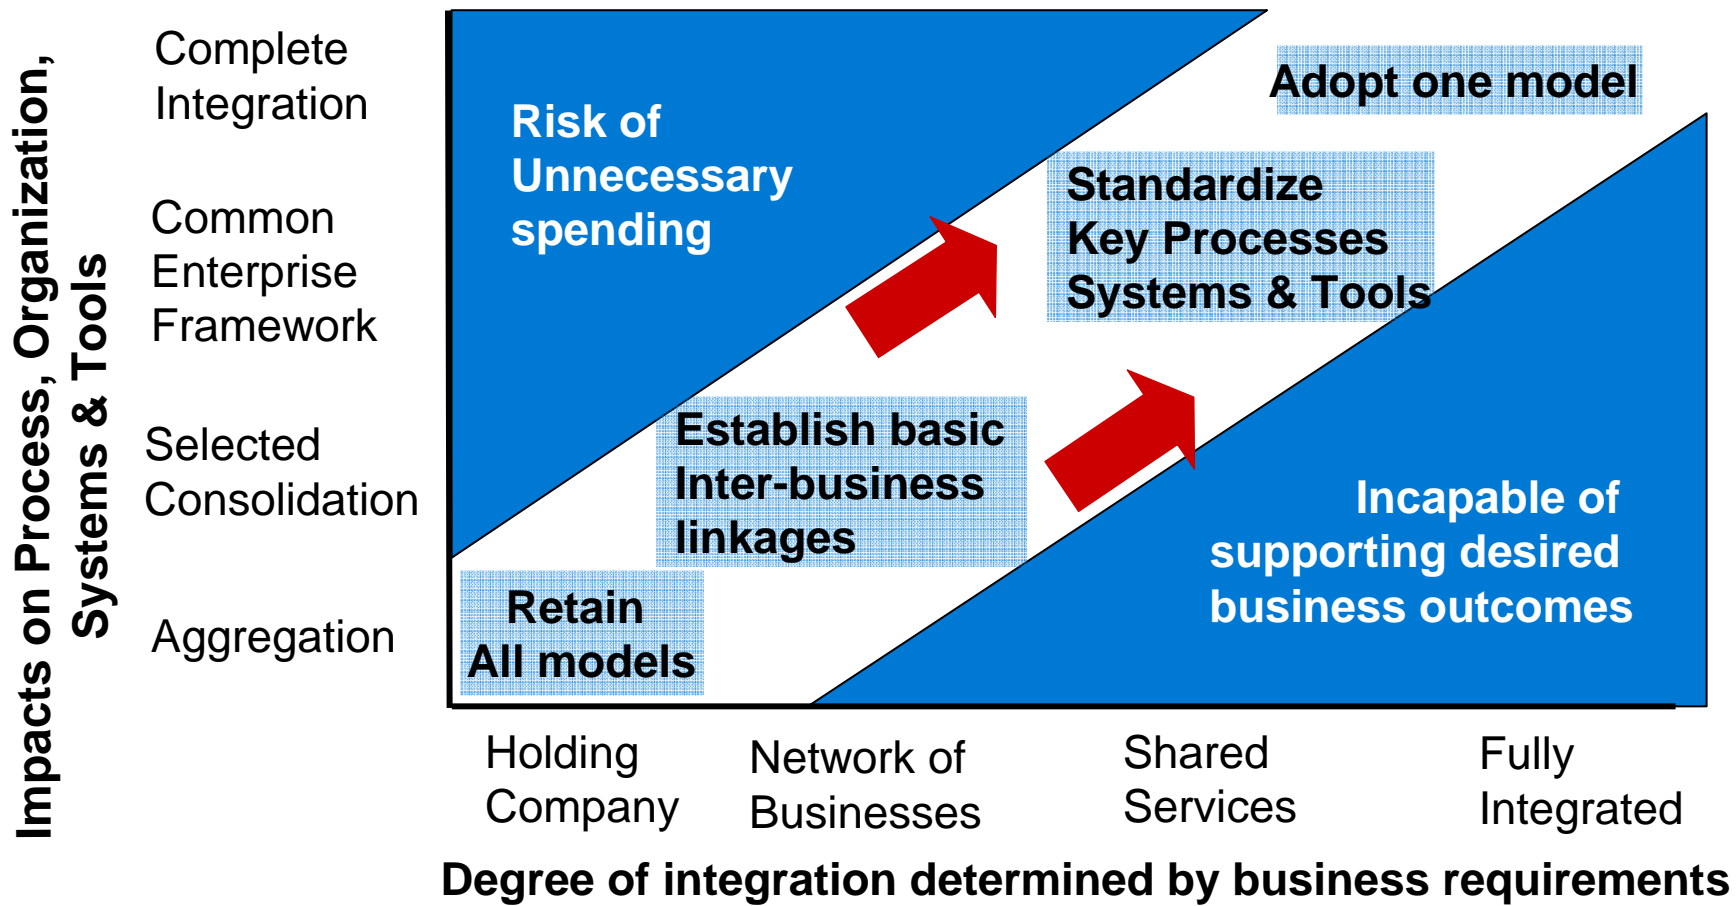 Impacts on Process, Organization,
Systems & Tools
Complete
Integration
Common
Enterprise
Framework
Selected
Consolidation
Aggregation
Risk of
Unnecessary
spending
Adopt one model
Standardize
Key Processes
Systems & Tools
Establish basic
Inter-business
linkages
Retain
All models
Incapable of
supporting desired
business outcomes
Holding
Company
Network of
Businesses
Shared
Services
Fully
Integrated
Degree of integration determined by business requirements